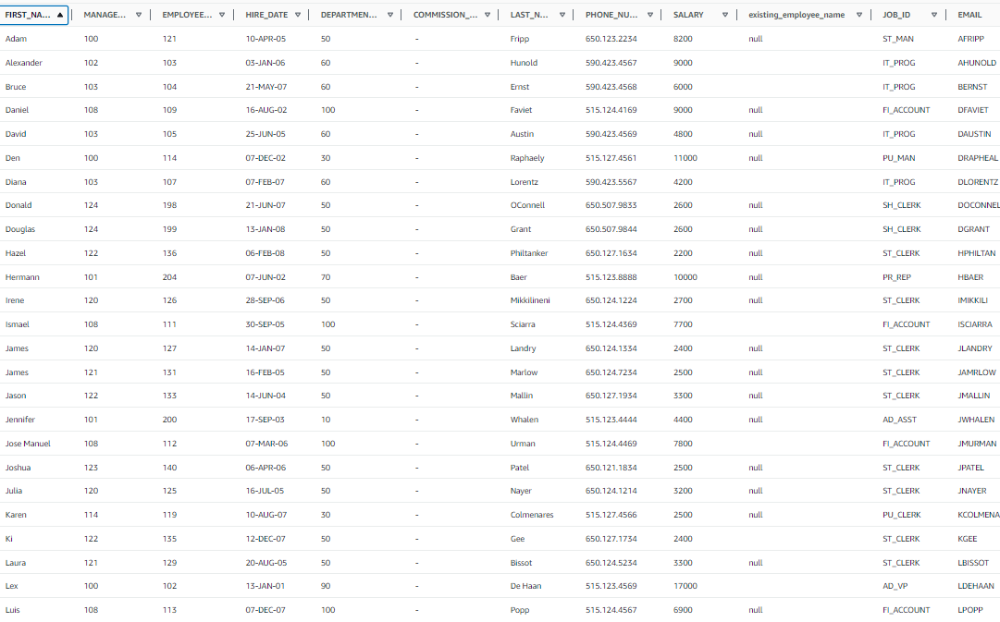 FIRST_NA... MANAGE... EMPLOYEE... HIRE_DATE DEPARTMEN... COMMISSION_... LAST_N... PHONE_NU... SALARY existing_employee_name JOB_ID EMAIL
Adam 100 121 10-APR-05 50 - Fripp 650.123.2234 8200 null ST_MAN AFRIPP
Alexander 102 103 03-JAN-06 60 - Hunold 590.423.4567 9000 IT_PROG AHUNOLD
Bruce 103 104 21-MAY-07 60 - Ernst 590.423.4568 6000 IT_PROG BERNST
Daniel 108 109 16-AUG-02 100 - Faviet 515.124.4169 9000 null FI_ACCOUNT DFAVIET
David 103 105 25-JUN-05 60 - Austin 590.423.4569 4800 null IT_PROG DAUSTIN
Den 100 114 07-DEC-02 30 - Raphaely 515.127.4561 11000 null PU_MAN DRAPHEAL
Diana 103 107 07-FEB-07 60 - Lorentz 590.423.5567 4200 IT_PROG DLORENTZ
Donald 124 198 21-JUN-07 50 - OConnell 650.507.9833 2600 null SH_CLERK DOCONNEL
Douglas 124 199 13-JAN-08 50 - Grant 650.507.9844 2600 null SH_CLERK DGRANT
Hazel 122 136 06-FEB-08 50 - Philtanker 650.127.1634 2200 null ST_CLERK HPHILTAN
Hermann 101 204 07-JUN-02 70 - Baer 515.123.8888 10000 null PR_REP HBAER
Irene 120 126 28-SEP-06 50 - Mikkilineni 650.124.1224 2700 null ST_CLERK IMIKKILI
Ismael 108 111 30-SEP-05 100 - Sciarra 515.124.4369 7700 FI_ACCOUNT ISCIARRA
James 120 127 14-JAN-07 50 - Landry 650.124.1334 2400 null ST_CLERK JLANDRY
James 121 131 16-FEB-05 50 - Marlow 650.124.7234 2500 null ST_CLERK JAMRLOW
Jason 122 133 14-JUN-04 50 - Mallin 650.127.1934 3300 null ST_CLERK JMALLIN
Jennifer 101 200 17-SEP-03 10 - Whalen 515.123.4444 4400 null AD_ASST JWHALEN
Jose Manuel 108 112 07-MAR-06 100 - Urman 515.124.4469 7800 FI_ACCOUNT JMURMAN
Joshua 123 140 06-APR-06 50 - Patel 650.121.1834 2500 null ST_CLERK JPATEL
Julia 120 125 16-JUL-05 50 - Nayer 650.124.1214 3200 null ST_CLERK JNAYER
Karen 114 119 10-AUG-07 30 - Colmenares 515.127.4566 2500 null PU_CLERK KCOLMENA
Ki 122 135 12-DEC-07 50 - Gee 650.127.1734 2400 ST_CLERK KGEE
Laura 121 129 20-AUG-05 50 - Bissot 650.124.5234 3300 null ST_CLERK LBISSOT
Lex 100 102 13-JAN-01 90 - De Haan 515.123.4569 17000 AD_VP LDEHAAN
Luis 108 113 07-DEC-07 100 - Popp 515.124.4567 6900 null FI_ACCOUNT LPOPP